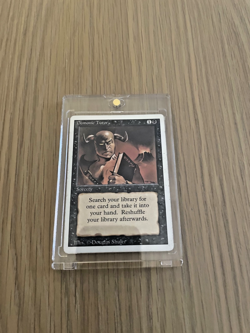 Demonic Tutor
Sorcery
Search your library for
one card and take it into
your hand. Reshuffle
your library afterwards.
Illus. © Douglas Shuler